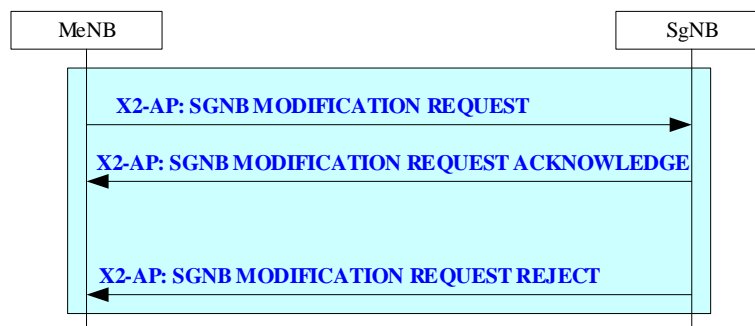 MeNB
SgNB
X2-AP: SGNB MODIFICATION REQUEST
X2-AP: SGNB MODIFICATION REQUEST ACKNOWLEDGE
X2-AP: SGNB MODIFICATION REQUEST REJECT